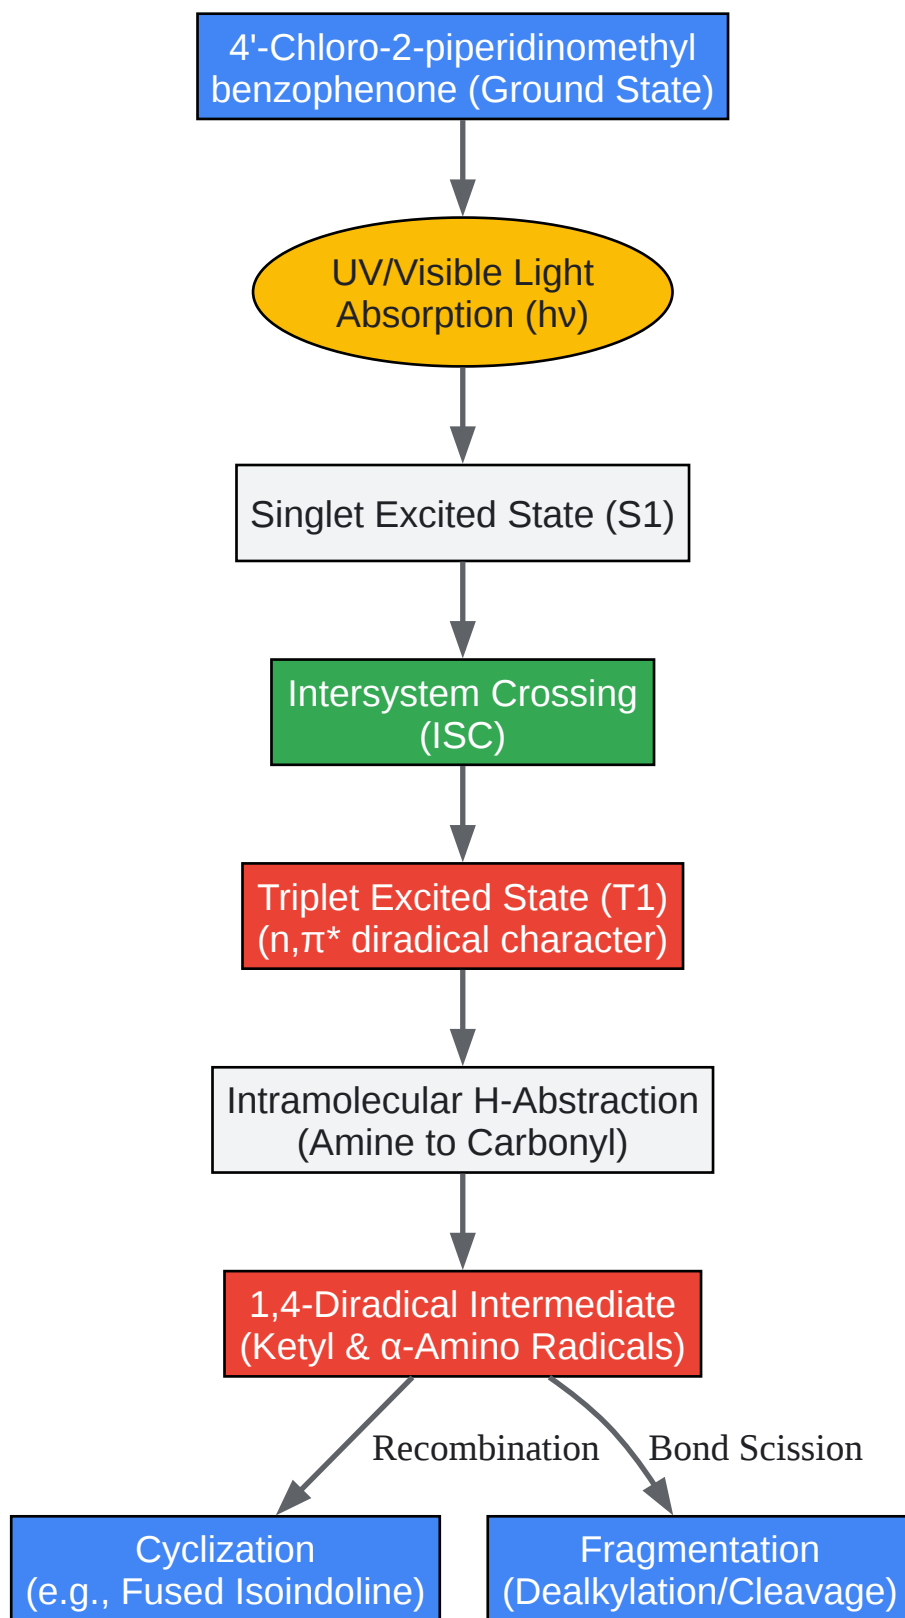 4'-Chloro-2-piperidinomethyl
benzophenone (Ground State)
UV/Visible Light
Absorption (hν)
Singlet Excited State (S1)
Intersystem Crossing
(ISC)
Triplet Excited State (T1)
(n,π* diradical character)
Intramolecular H-Abstraction
(Amine to Carbonyl)
1,4-Diradical Intermediate
(Ketyl & α-Amino Radicals)
Recombination
Bond Scission
Cyclization
(e.g., Fused Isoindoline)
Fragmentation
(Dealkylation/Cleavage)